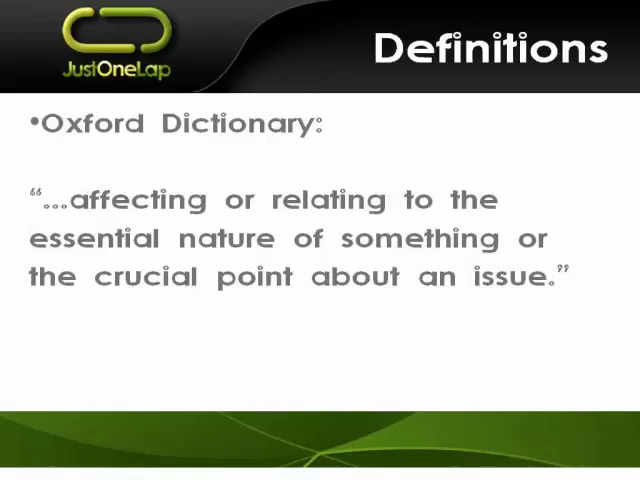 JustOneLap
Definitions
•Oxford Dictionary:
“...affecting or relating to the
essential nature of something or
the crucial point about an issue.”